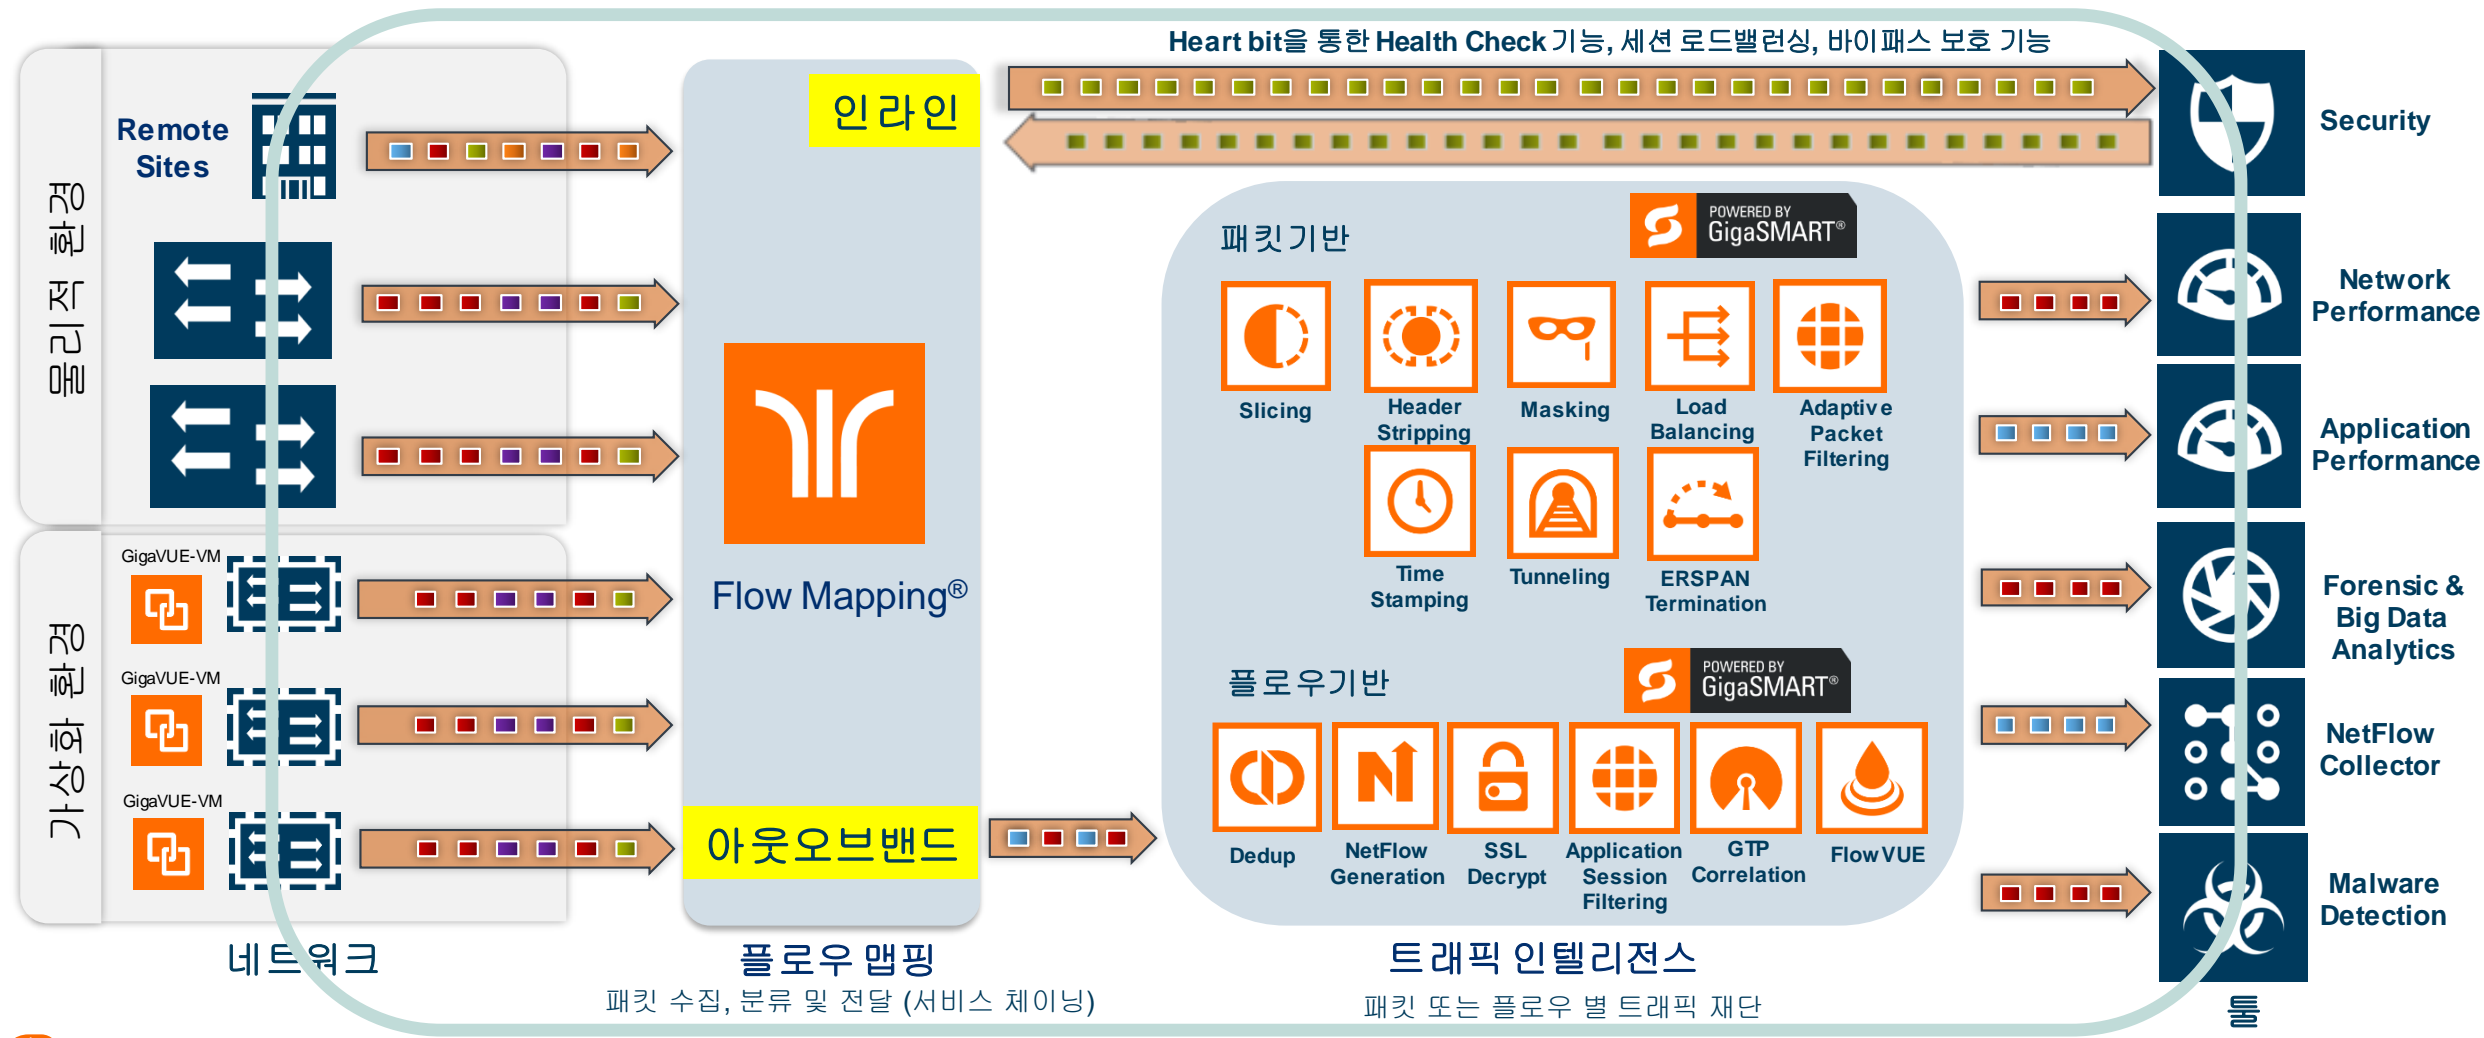 Heart bit을 통한 Health Check 기능, 세션 로드밸런싱, 바이패스 보호 기능
물리적 환경
Remote
Sites
가상화 환경
GigaVUE-VM
GigaVUE-VM
GigaVUE-VM
네트워크
인라인
Flow Mapping®
아웃오브밴드
플로우 맵핑
패킷 수집, 분류 및 전달 (서비스 체이닝)
패킷기반
POWERED BY
GigaSMART®
Slicing
Header
Stripping
Masking
Load
Balancing
Adaptive
Packet
Filtering
Time
Stamping
Tunneling
ERSPAN
Termination
플로우기반
POWERED BY
GigaSMART®
Dedup
NetFlow
Generation
SSL
Decrypt
Application
Session
Filtering
GTP
Correlation
FlowVUE
트래픽 인텔리전스
패킷 또는 플로우 별 트래픽 재단
Security
Network
Performance
Application
Performance
Forensic &
Big Data
Analytics
NetFlow
Collector
Malware
Detection
툴